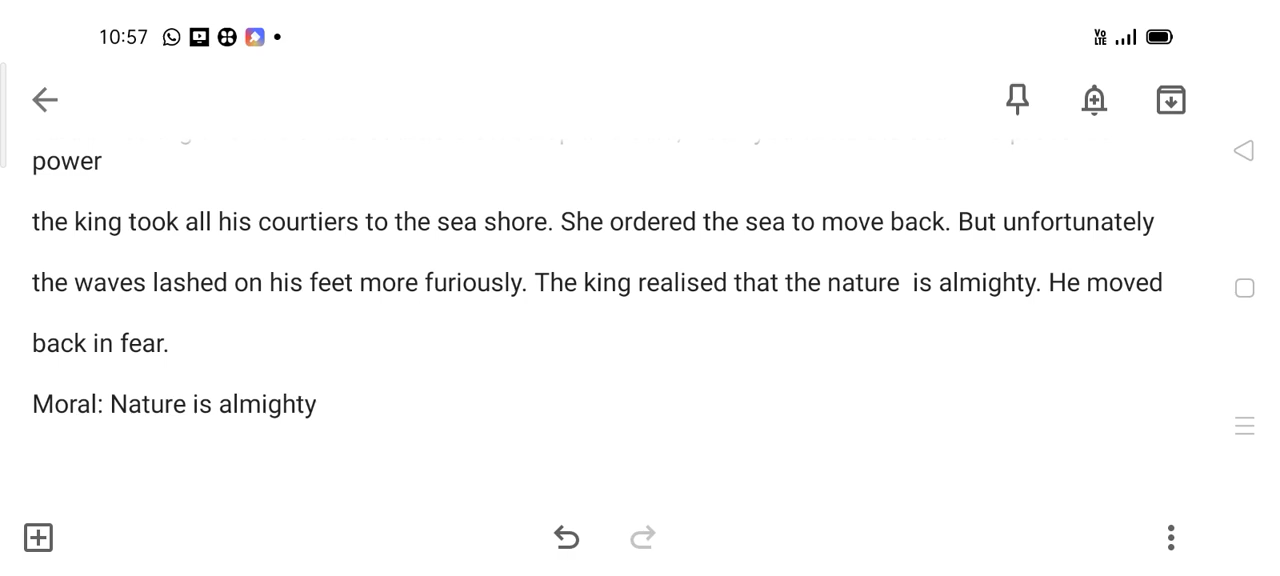 10:57
Vo LTE
power
the king took all his courtiers to the sea shore. She ordered the sea to move back. But unfortunately
the waves lashed on his feet more furiously. The king realised that the nature  is almighty. He moved
back in fear.
Moral: Nature is almighty